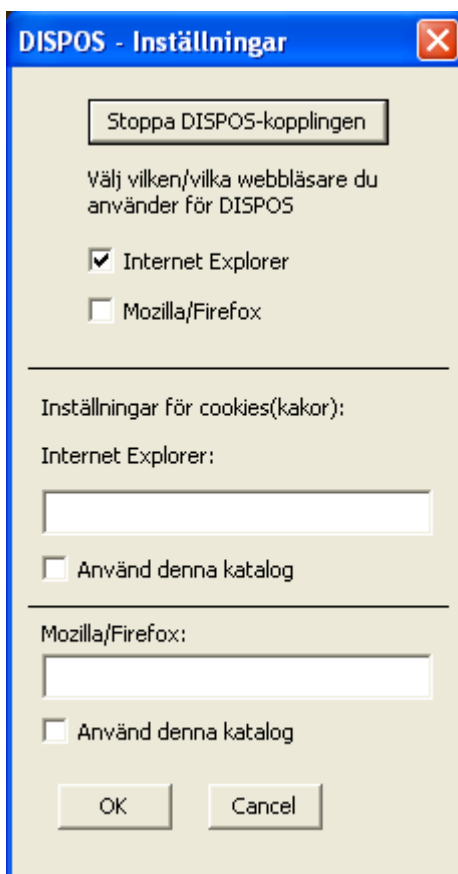 DISPOS - Inställningar
Stoppa DISPOS-kopplingen
Välj vilken/vilka webbläsare du
använder för DISPOS
Internet Explorer
Mozilla/Firefox
Inställningar för cookies(kakor):
Internet Explorer:
Använd denna katalog
Mozilla/Firefox:
Använd denna katalog
OK
Cancel